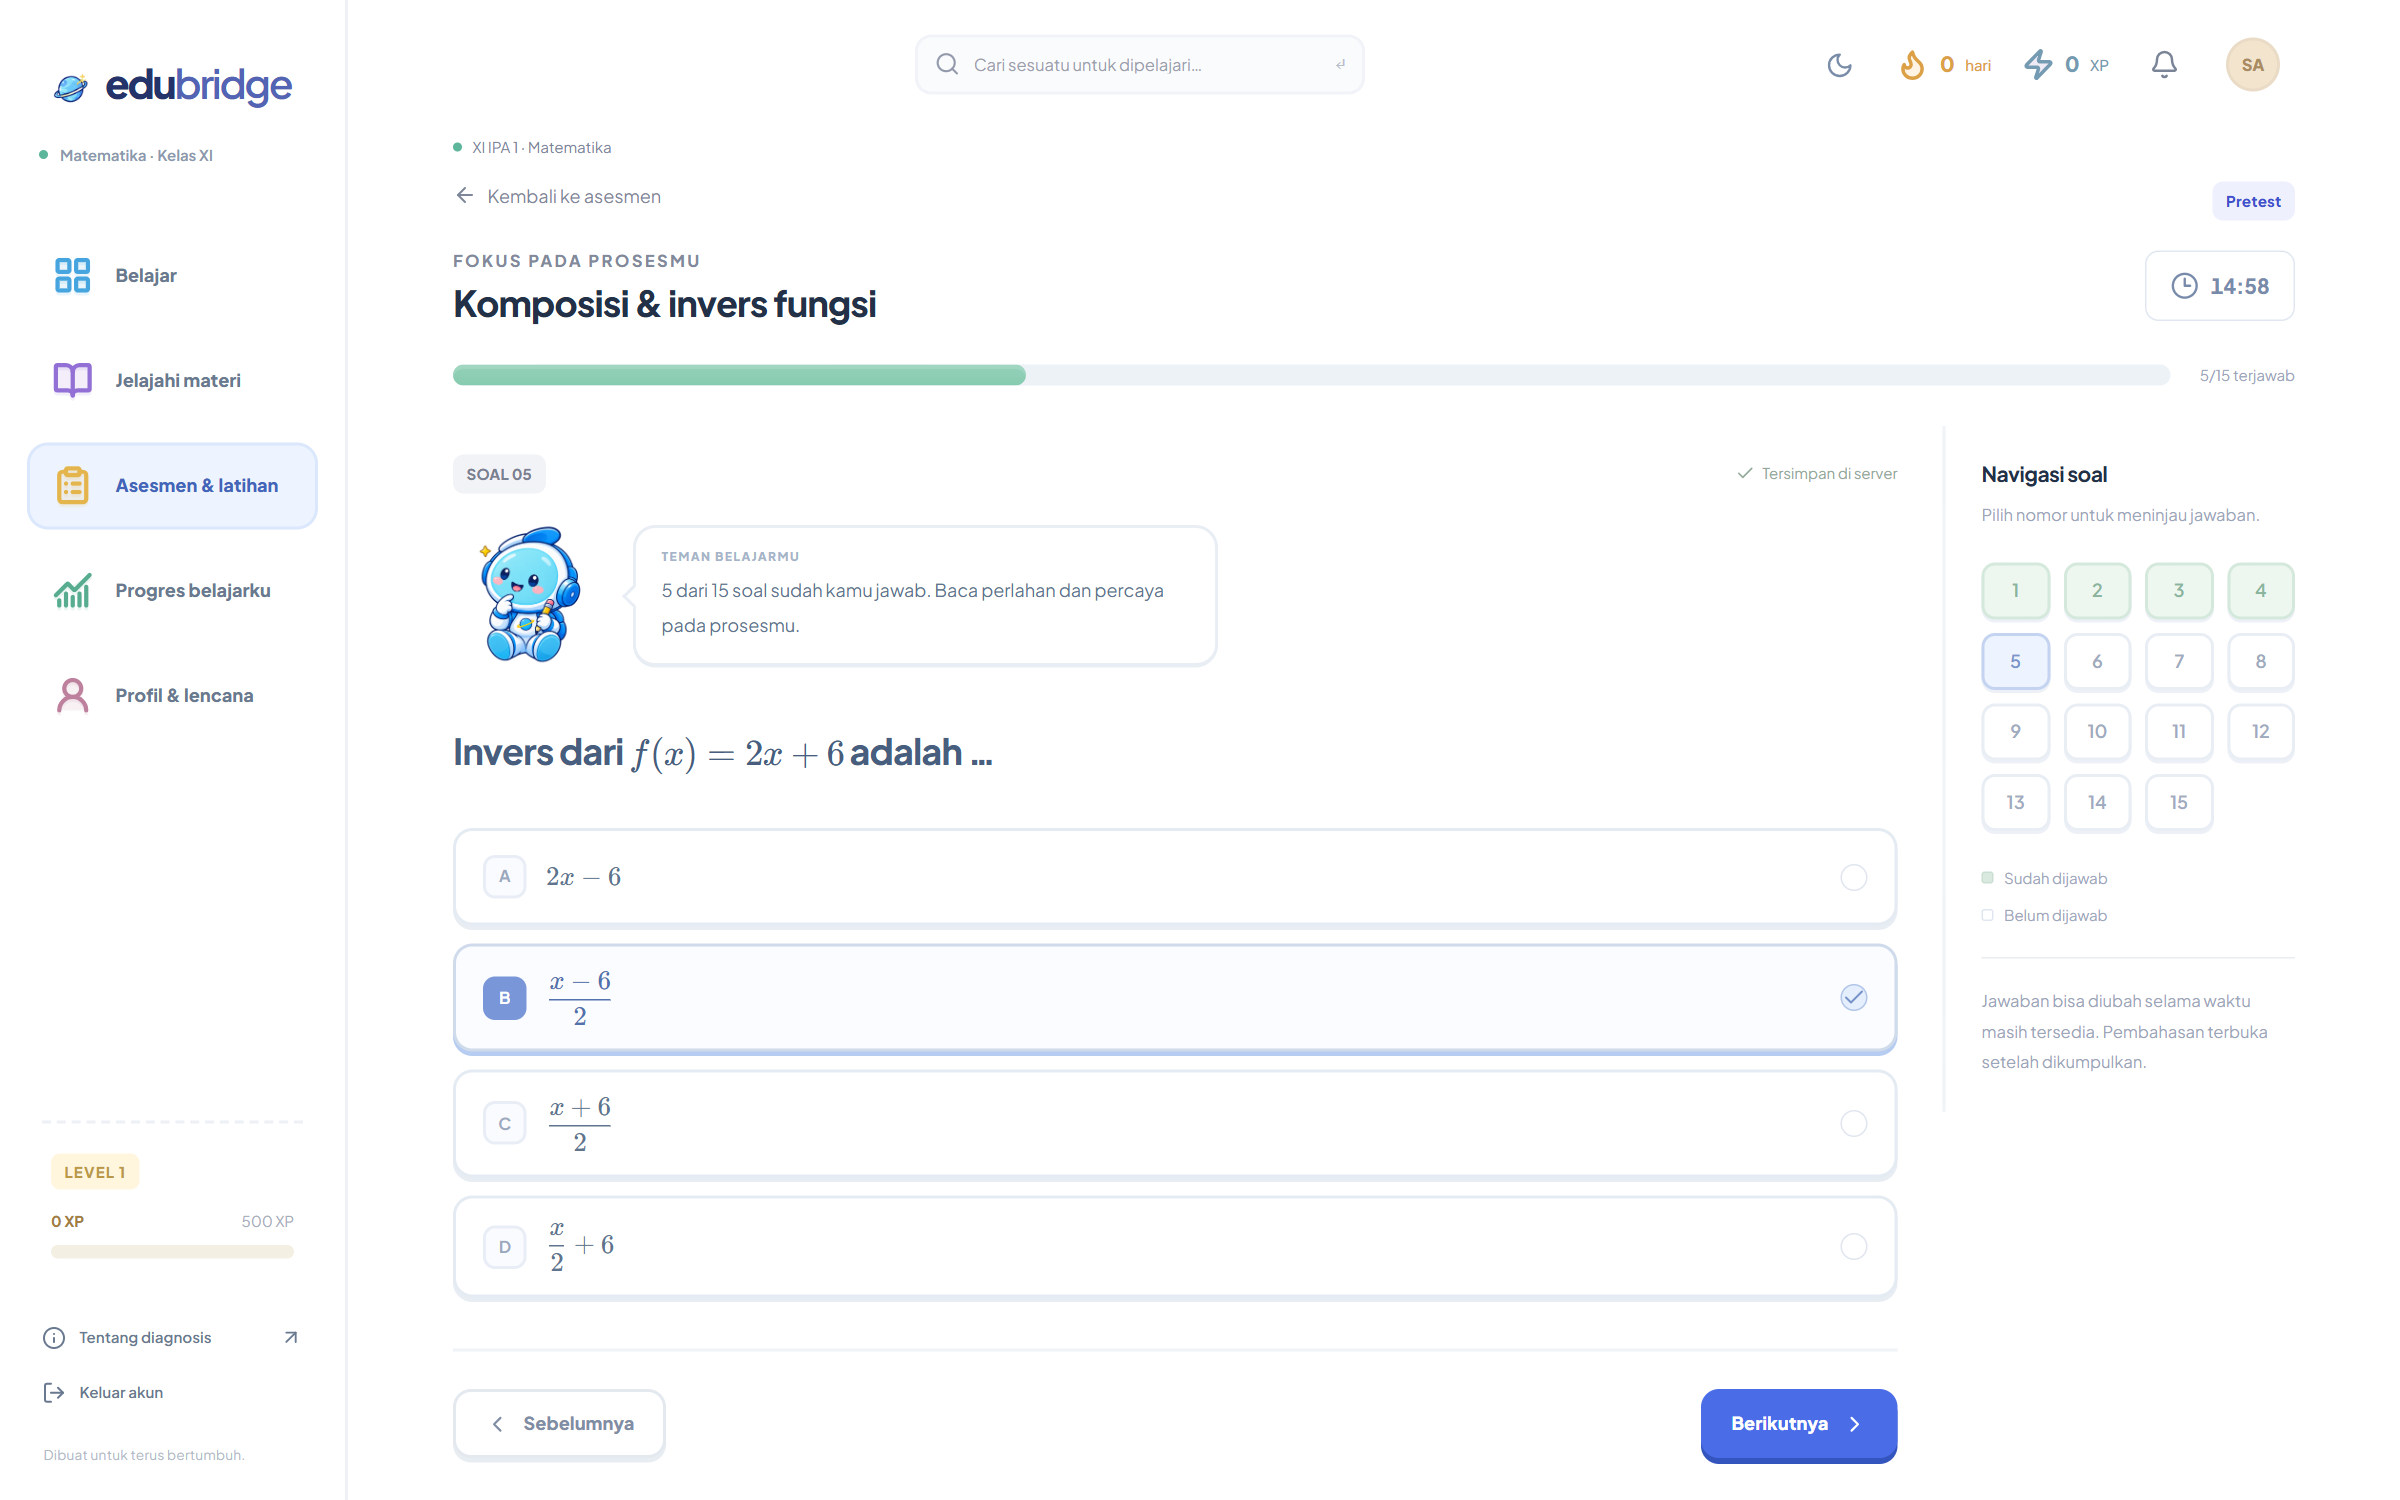 edubridge
Matematika · Kelas XI
Belajar
Jelajahi materi
Asesmen & latihan
Progres belajarku
Profil & lencana
LEVEL 1
0 XP
500 XP
Tentang diagnosis
Keluar akun
Dibuat untuk terus bertumbuh.
Cari sesuatu untuk dipelajari...
0 hari
0 XP
SA
XI IPA 1 · Matematika
Kembali ke asesmen
Pretest
FOKUS PADA PROSESMU
Komposisi & invers fungsi
14:58
5/15 terjawab
SOAL 05
Tersimpan di server
TEMAN BELAJARMU
5 dari 15 soal sudah kamu jawab. Baca perlahan dan percaya
pada prosesmu.
Invers dari f(x) = 2x + 6 adalah ...
A 2x − 6
B x − 6
2
C x + 6
2
D x
2 + 6
Sebelumnya
Berikutnya
Navigasi soal
Pilih nomor untuk meninjau jawaban.
1 2 3 4
5 6 7 8
9 10 11 12
13 14 15
Sudah dijawab
Belum dijawab
Jawaban bisa diubah selama waktu
masih tersedia. Pembahasan terbuka
setelah dikumpulkan.